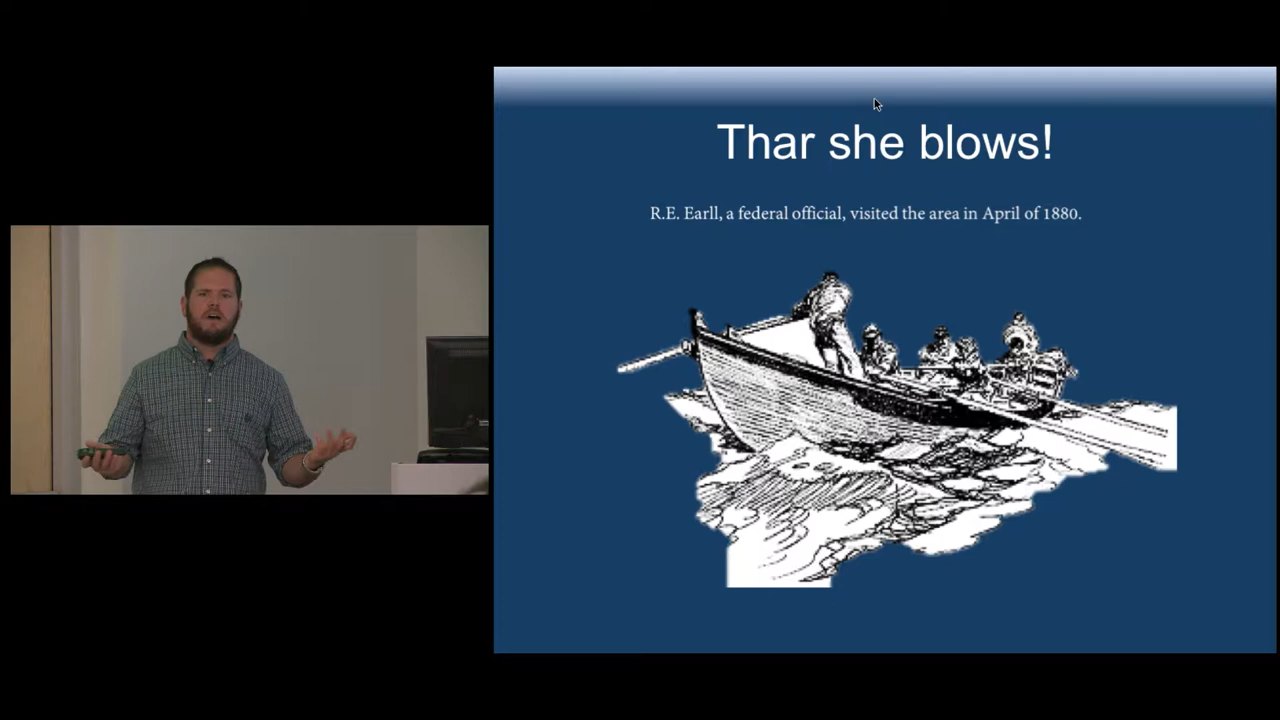 Thar she blows!
R.E. Earll, a federal official, visited the area in April of 1880.